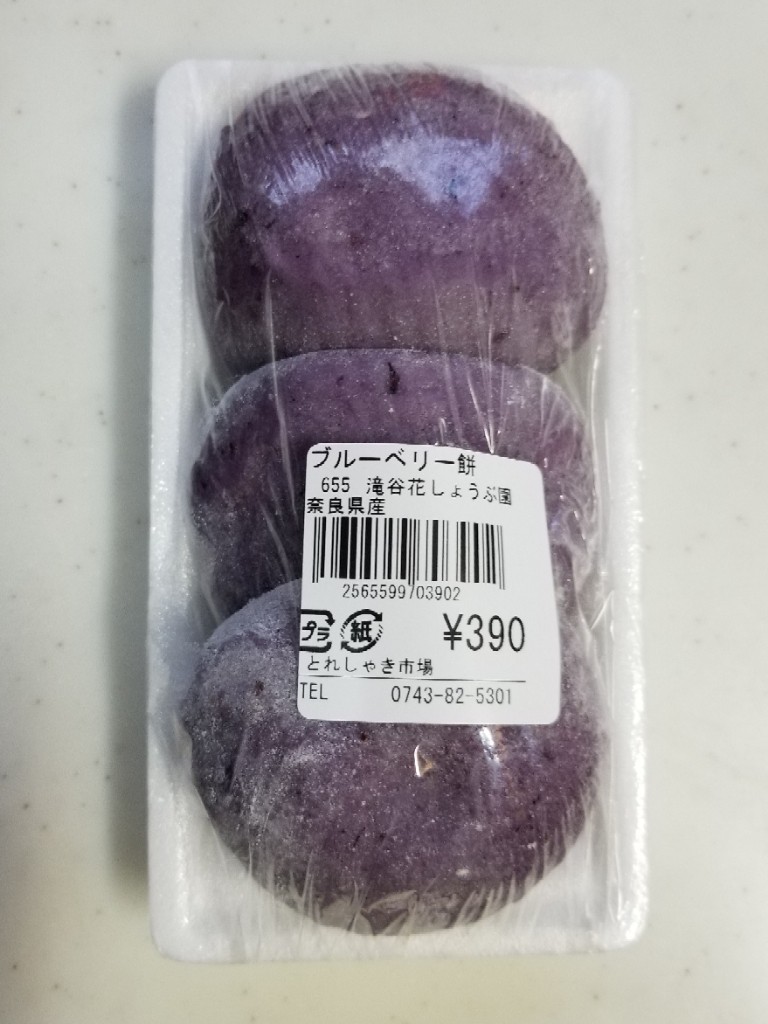 ブルーベリー餅
655 滝谷花しょうぶ園
奈良県産
2565599703902
プラ 紙 ¥390
とれしゃき市場
TEL 0743-82-5301